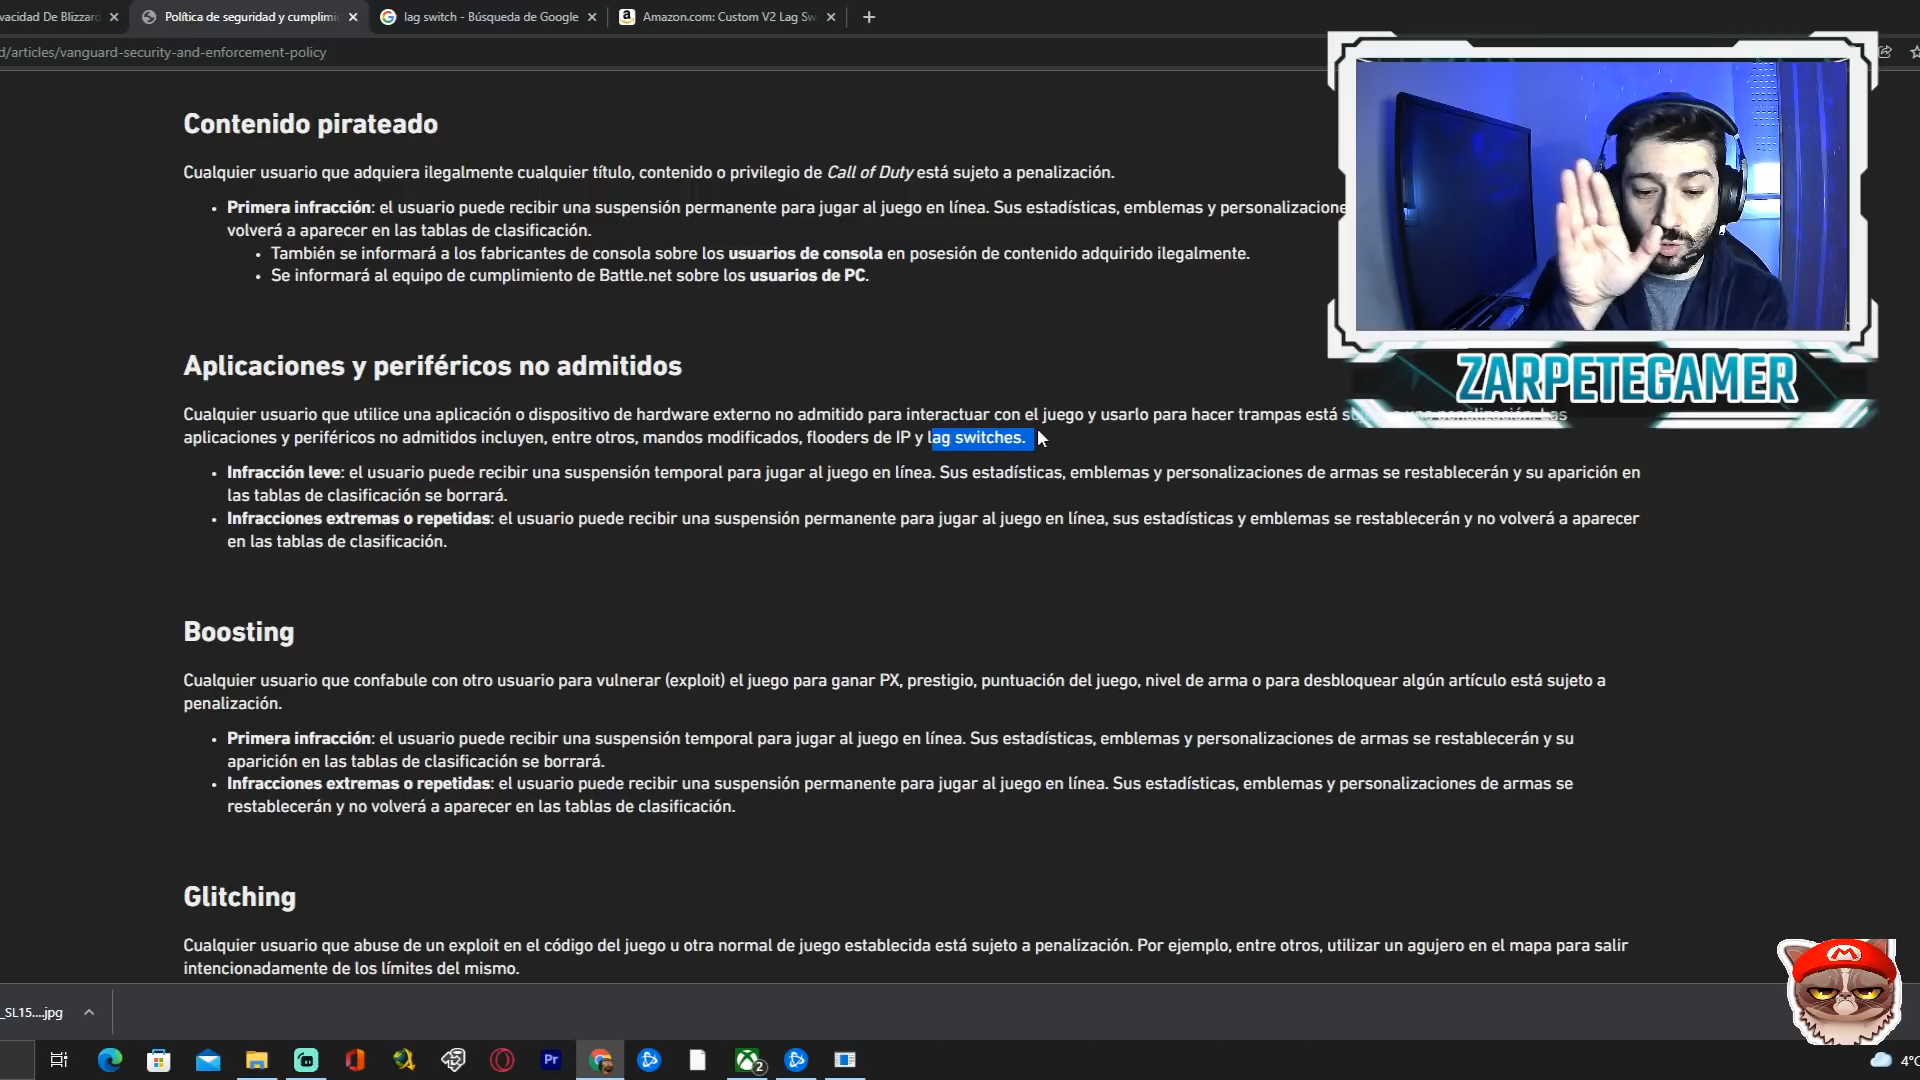 vacidad De Blizzard
Política de seguridad y cumplimi
lag switch - Búsqueda de Google
Amazon.com: Custom V2 Lag Sw
d/articles/vanguard-security-and-enforcement-policy
Contenido pirateado
Cualquier usuario que adquiera ilegalmente cualquier título, contenido o privilegio de Call of Duty está sujeto a penalización.
• Primera infracción: el usuario puede recibir una suspensión permanente para jugar al juego en línea. Sus estadísticas, emblemas y personalizacione
volverá a aparecer en las tablas de clasificación.
• También se informará a los fabricantes de consola sobre los usuarios de consola en posesión de contenido adquirido ilegalmente.
• Se informará al equipo de cumplimiento de Battle.net sobre los usuarios de PC.
ZARPETEGAMER
Aplicaciones y periféricos no admitidos
Cualquier usuario que utilice una aplicación o dispositivo de hardware externo no admitido para interactuar con el juego y usarlo para hacer trampas está Las
aplicaciones y periféricos no admitidos incluyen, entre otros, mandos modificados, flooders de IP y lag switches.
• Infracción leve: el usuario puede recibir una suspensión temporal para jugar al juego en línea. Sus estadísticas, emblemas y personalizaciones de armas se restablecerán y su aparición en
las tablas de clasificación se borrará.
• Infracciones extremas o repetidas: el usuario puede recibir una suspensión permanente para jugar al juego en línea, sus estadísticas y emblemas se restablecerán y no volverá a aparecer
en las tablas de clasificación.
Boosting
Cualquier usuario que confabule con otro usuario para vulnerar (exploit) el juego para ganar PX, prestigio, puntuación del juego, nivel de arma o para desbloquear algún artículo está sujeto a
penalización.
• Primera infracción: el usuario puede recibir una suspensión temporal para jugar al juego en línea. Sus estadísticas, emblemas y personalizaciones de armas se restablecerán y su
aparición en las tablas de clasificación se borrará.
• Infracciones extremas o repetidas: el usuario puede recibir una suspensión permanente para jugar al juego en línea. Sus estadísticas, emblemas y personalizaciones de armas se
restablecerán y no volverá a aparecer en las tablas de clasificación.
Glitching
Cualquier usuario que abuse de un exploit en el código del juego u otra normal de juego establecida está sujeto a penalización. Por ejemplo, entre otros, utilizar un agujero en el mapa para salir
intencionadamente de los límites del mismo.
_SL15....jpg
Pr
2
4°C